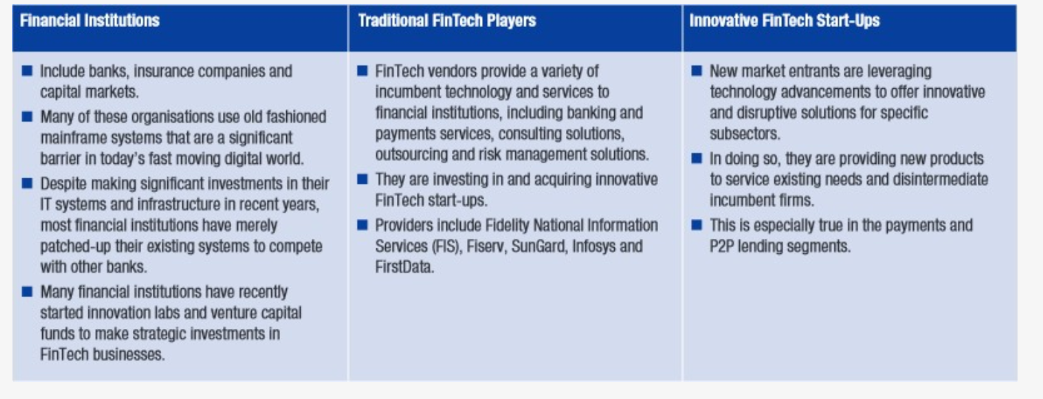 Financial Institutions
Include banks, insurance companies and
capital markets.
Many of these organisations use old fashioned
mainframe systems that are a significant
barrier in today's fast moving digital world.
Despite making significant investments in their
IT systems and infrastructure in recent years,
most financial institutions have merely
patched-up their existing systems to compete
with other banks.
Many financial institutions have recently
started innovation labs and venture capital
funds to make strategic investments in
FinTech businesses.
Traditional FinTech Players
FinTech vendors provide a variety of
incumbent technology and services to
financial institutions, including banking and
payments services, consulting solutions,
outsourcing and risk management solutions.
They are investing in and acquiring innovative
FinTech start-ups.
Providers include Fidelity National Information
Services (FIS), Fiserv, SunGard, Infosys and
FirstData.
Innovative FinTech Start-Ups
New market entrants are leveraging
technology advancements to offer innovative
and disruptive solutions for specific
subsectors.
In doing so, they are providing new products
to service existing needs and disintermediate
incumbent firms.
This is especially true in the payments and
P2P lending segments.